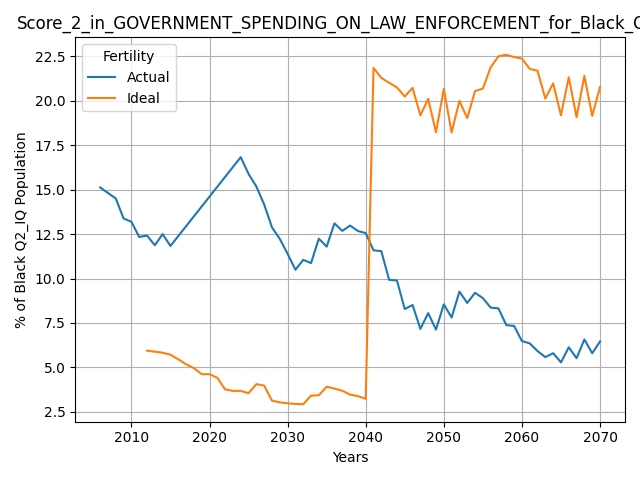 Score_2_in_GOVERNMENT_SPENDING_ON_LAW_ENFORCEMENT_for_Black_
Fertility
Actual
Ideal
22.5
20.0
17.5
15.0
12.5
10.0
7.5
5.0
2.5
% of Black Q2_IQ Population
2010
2020
2030
2040
2050
2060
2070
Years